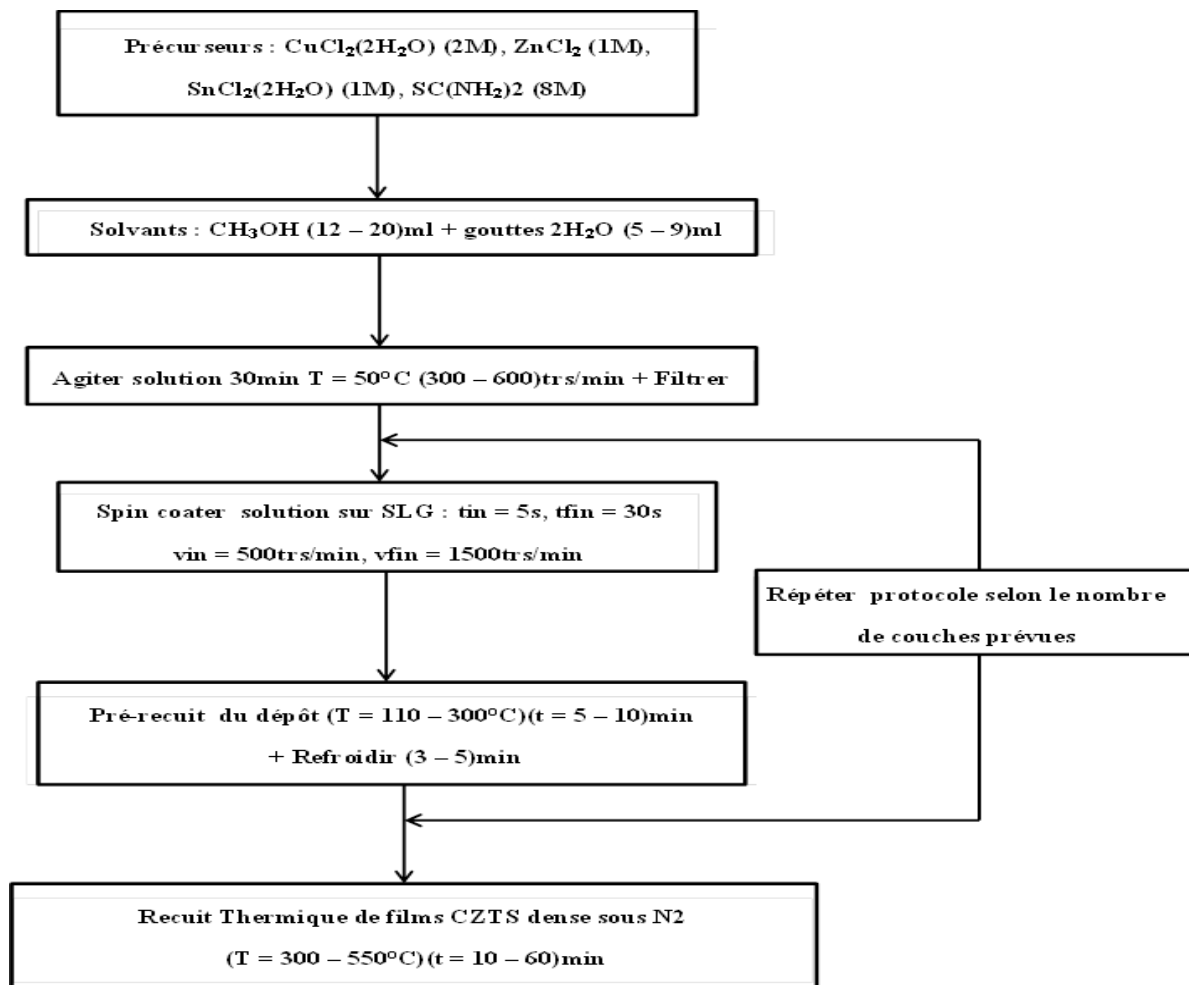 Précurseurs : CuCl₂(2H₂O) (2M), ZnCl₂ (1M),
SnCl₂(2H₂O) (1M), SC(NH₂)2 (8M)
Solvants : CH₃OH (12 – 20)ml + gouttes 2H₂O (5 – 9)ml
Agiter solution 30min T = 50°C (300 – 600)trs/min + Filtrer
Spin coater solution sur SLG : tin = 5s, tfin = 30s
vin = 500trs/min, vfin = 1500trs/min
Répéter protocole selon le nombre
de couches prévues
Pré-recuit du dépôt (T = 110 – 300°C)(t = 5 – 10)min
+ Refroidir (3 – 5)min
Recuit Thermique de films CZTS dense sous N2
(T = 300 – 550°C)(t = 10 – 60)min